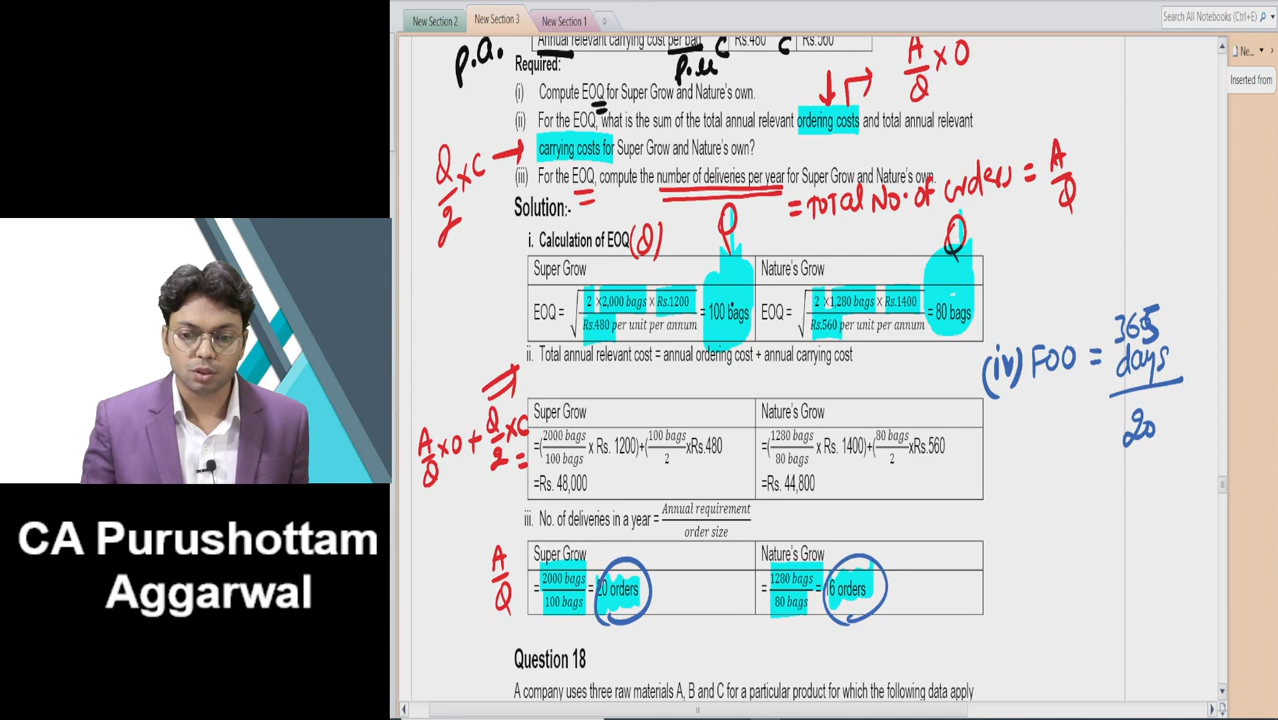 New Section 2
New Section 3
New Section 1
Search All Notebooks (Ctrl+E)
Ne...
Inserted from
p.a.
Annual relevant carrying cost per bag
Rs.480
Rs.560
C
C
p.u
A/Q × O
Required:
(i) Compute EOQ for Super Grow and Nature's own.
(ii) For the EOQ, what is the sum of the total annual relevant ordering costs and total annual relevant
carrying costs for Super Grow and Nature's own?
Q/2 × C
(iii) For the EOQ, compute the number of deliveries per year for Super Grow and Nature's own.
= Total No. of orders = A/Q
Solution:-
Q
Q
i. Calculation of EOQ (Q)
Super Grow
Nature's Grow
EOQ = √(2 ×2,000 bags × Rs.1200 / Rs.480 per unit per annum) = 100 bags
EOQ = √(2 ×1,280 bags × Rs.1400 / Rs.560 per unit per annum) = 80 bags
ii. Total annual relevant cost = annual ordering cost + annual carrying cost
(iv) FOO = 365 days / 20
A/Q × O + Q/2 × C =
Super Grow
Nature's Grow
=(2000 bags/100 bags x Rs. 1200)+(100 bags/2 xRs.480
=(1280 bags/80 bags x Rs. 1400)+(80 bags/2 xRs.560
=Rs. 48,000
=Rs. 44,800
iii. No. of deliveries in a year = Annual requirement / order size
A/Q
Super Grow
Nature's Grow
= 2000 bags/100 bags = 20 orders
= 1280 bags/80 bags = 16 orders
Question 18
A company uses three raw materials A, B and C for a particular product for which the following data apply
CA Purushottam
Aggarwal